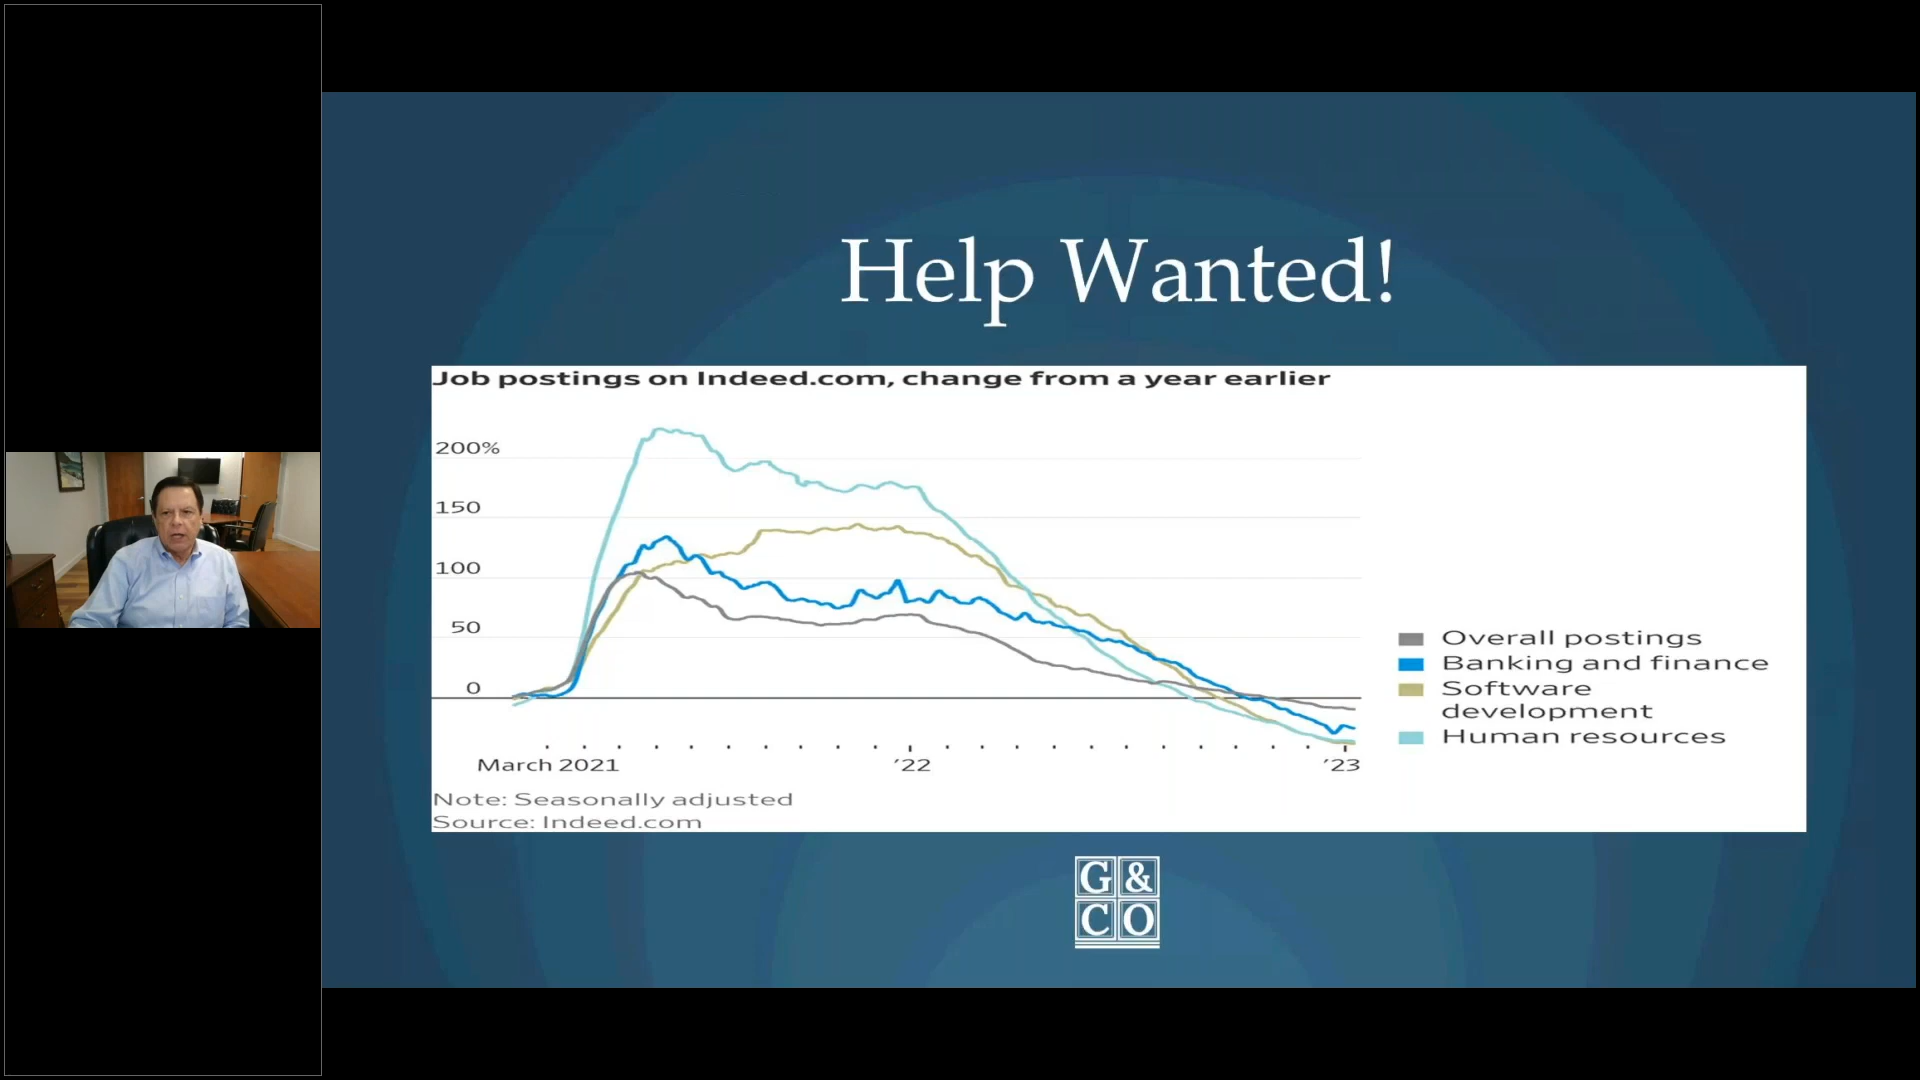 Help Wanted!
Job postings on Indeed.com, change from a year earlier
200%
150
100
50
0
March 2021
’22
’23
Overall postings
Banking and finance
Software
development
Human resources
Note: Seasonally adjusted
Source: Indeed.com
G&
CO